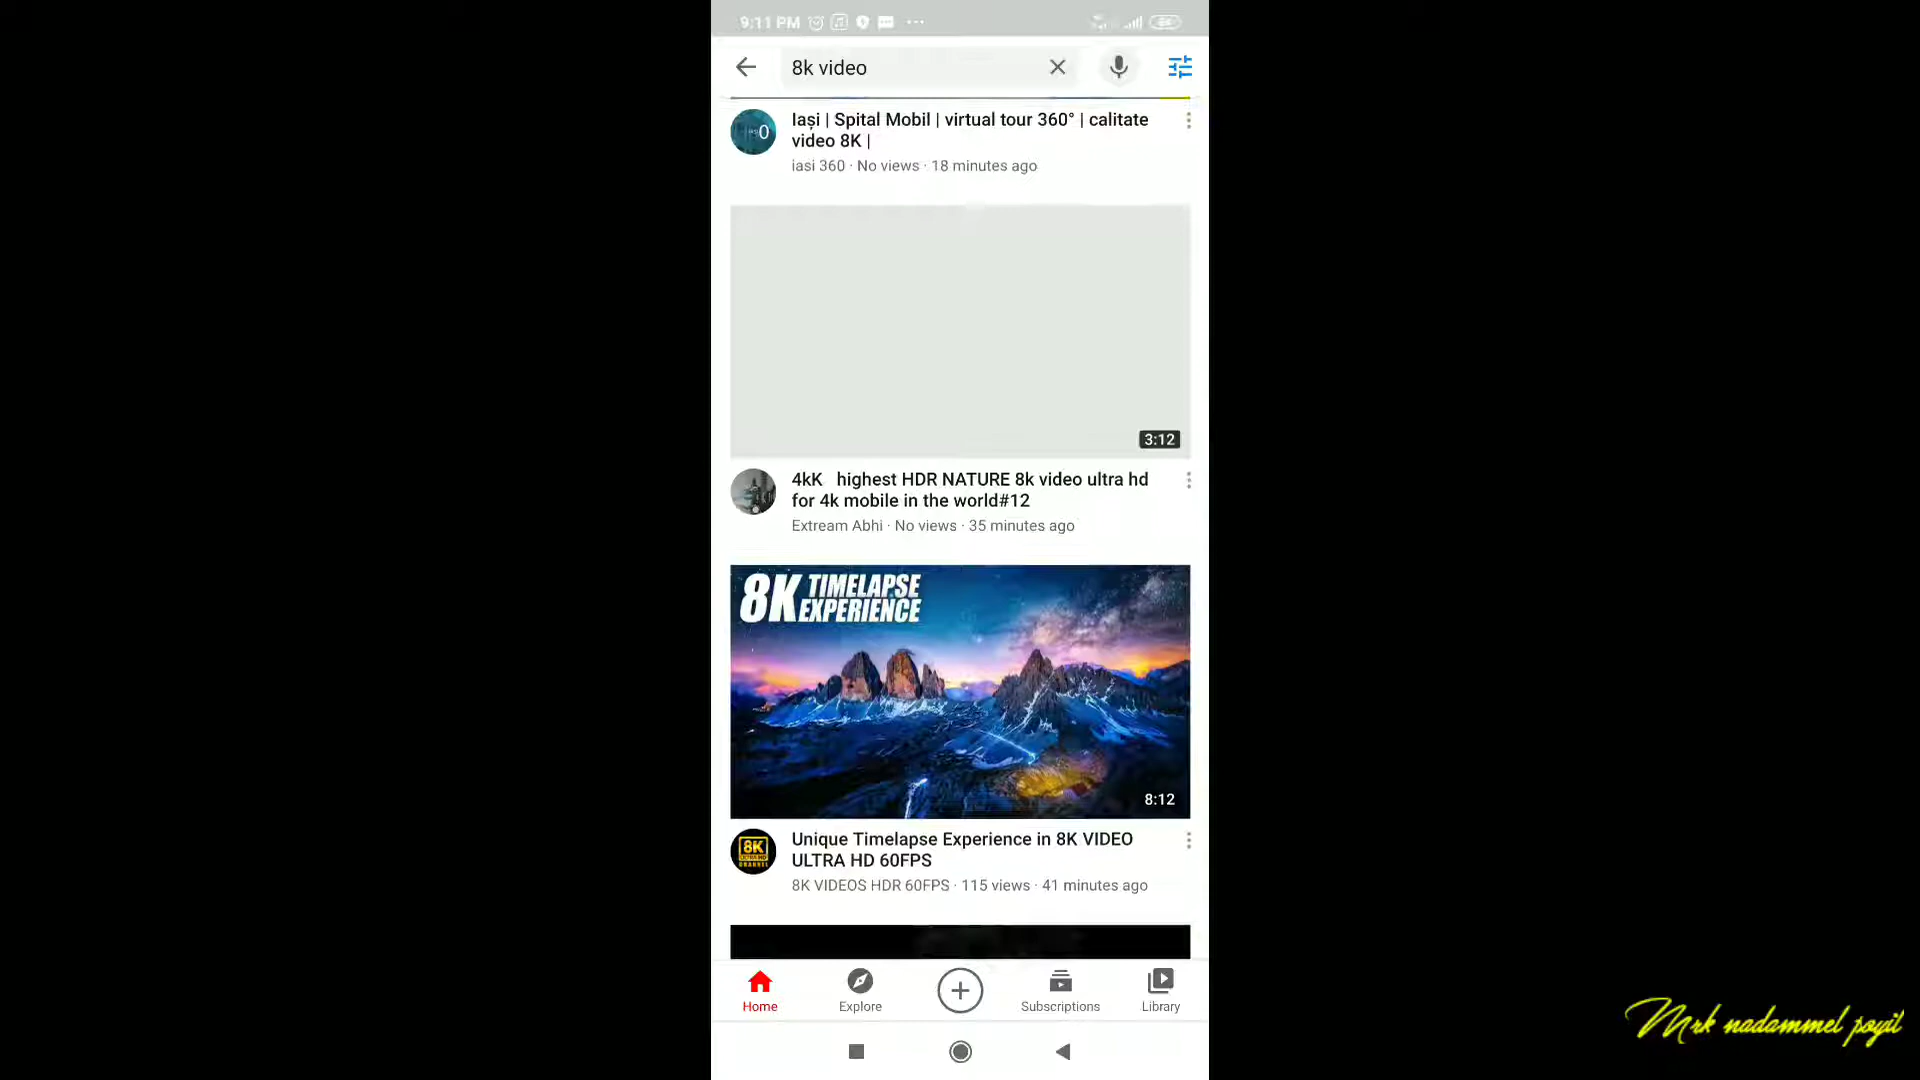 9:11 PM
8k video
Iași | Spital Mobil | virtual tour 360° | calitate
video 8K |
iasi 360 · No views · 18 minutes ago
3:12
4kK highest HDR NATURE 8k video ultra hd
for 4k mobile in the world#12
Extream Abhi · No views · 35 minutes ago
8K TIMELAPSE
EXPERIENCE
8:12
8K
Unique Timelapse Experience in 8K VIDEO
ULTRA HD 60FPS
8K VIDEOS HDR 60FPS · 115 views · 41 minutes ago
Home
Explore
Subscriptions
Library
Mrk nadammel poyil